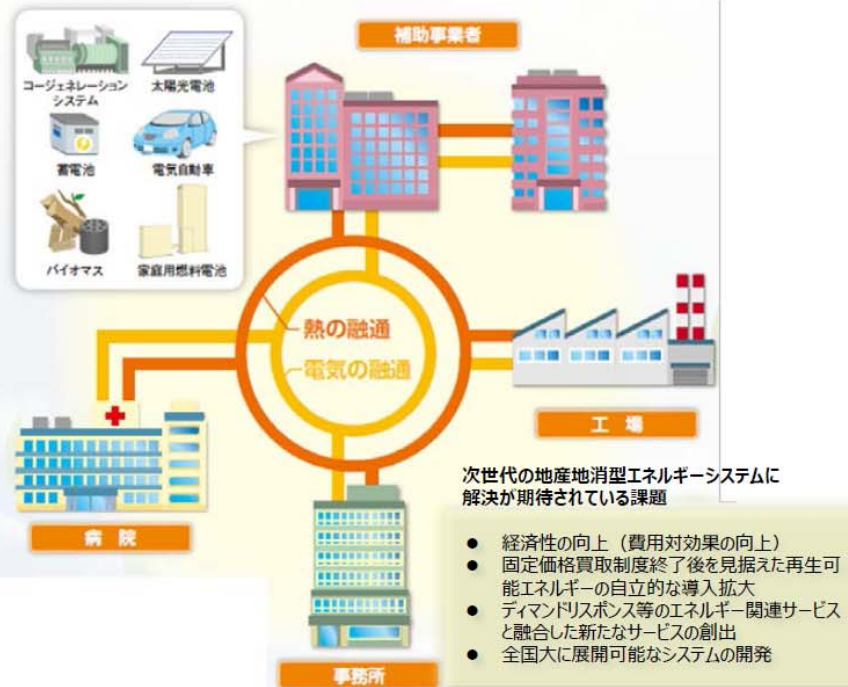 補助事業者
コージェネレーション
システム
太陽光電池
蓄電池
電気自動車
バイオマス
家庭用燃料電池
熱の融通
電気の融通
工場
病院
事務所
次世代の地産地消型エネルギーシステムに
解決が期待されている課題
● 経済性の向上（費用対効果の向上）
● 固定価格買取制度終了後を見据えた再生可
能エネルギーの自立的な導入拡大
● ディマンドリスポンス等のエネルギー関連サービス
と融合した新たなサービスの創出
● 全国大に展開可能なシステムの開発